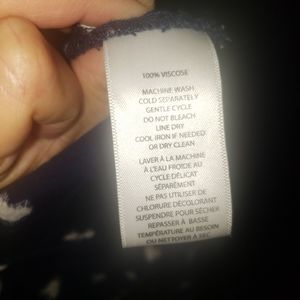 100% VISCOSE
MACHINE WASH
COLD SEPARATELY
GENTLE CYCLE
DO NOT BLEACH
LINE DRY
COOL IRON IF NEEDED
OR DRY CLEAN
LAVER À LA MACHINE
À L'EAU FROIDE AU
CYCLE DÉLICAT
SÉPARÉMENT
NE PAS UTILISER DE
CHLORURE DÉCOLORANT
SUSPENDRE POUR SÉCHER
REPASSER À BASSE
TEMPÉRATURE AU BESOIN
OU NETTOYER À SEC